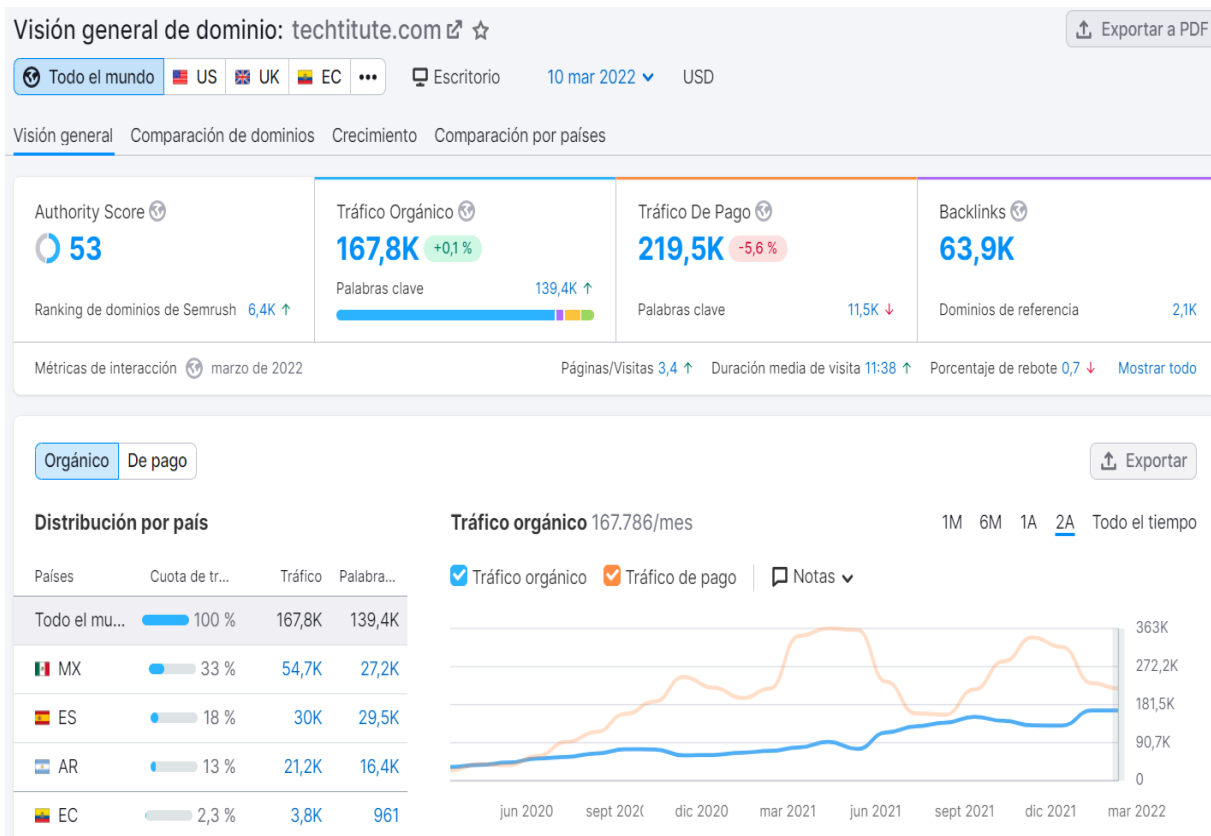 Visión general de dominio: techtitute.com
Exportar a PDF
Todo el mundo US UK EC ••• Escritorio 10 mar 2022 USD
Visión general Comparación de dominios Crecimiento Comparación por países
Authority Score
53
Ranking de dominios de Semrush 6,4K ↑
Tráfico Orgánico
167,8K +0,1 %
Palabras clave 139,4K ↑
Tráfico De Pago
219,5K -5,6 %
Palabras clave 11,5K ↓
Backlinks
63,9K
Dominios de referencia 2,1K
Métricas de interacción marzo de 2022 Páginas/Visitas 3,4 ↑ Duración media de visita 11:38 ↑ Porcentaje de rebote 0,7 ↓ Mostrar todo
Orgánico De pago
Exportar
Distribución por país
Países Cuota de tr... Tráfico Palabra...
Todo el mu... 100 % 167,8K 139,4K
MX 33 % 54,7K 27,2K
ES 18 % 30K 29,5K
AR 13 % 21,2K 16,4K
EC 2,3 % 3,8K 961
Tráfico orgánico 167.786/mes
1M 6M 1A 2A Todo el tiempo
Tráfico orgánico Tráfico de pago Notas
363K
272,2K
181,5K
90,7K
0
jun 2020 sept 202( dic 2020 mar 2021 jun 2021 sept 2021 dic 2021 mar 2022